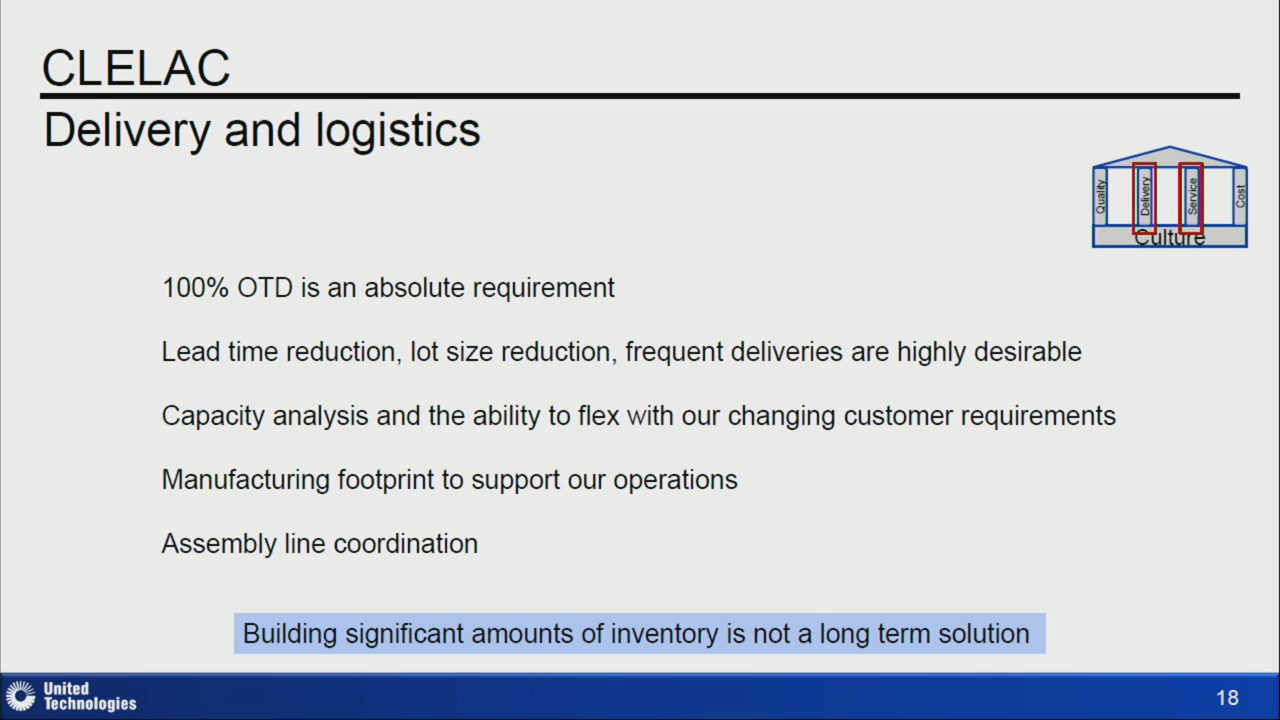 CLELAC
Delivery and logistics
Quality
Delivery
Service
Cost
Culture
100% OTD is an absolute requirement
Lead time reduction, lot size reduction, frequent deliveries are highly desirable
Capacity analysis and the ability to flex with our changing customer requirements
Manufacturing footprint to support our operations
Assembly line coordination
Building significant amounts of inventory is not a long term solution
United
Technologies
18